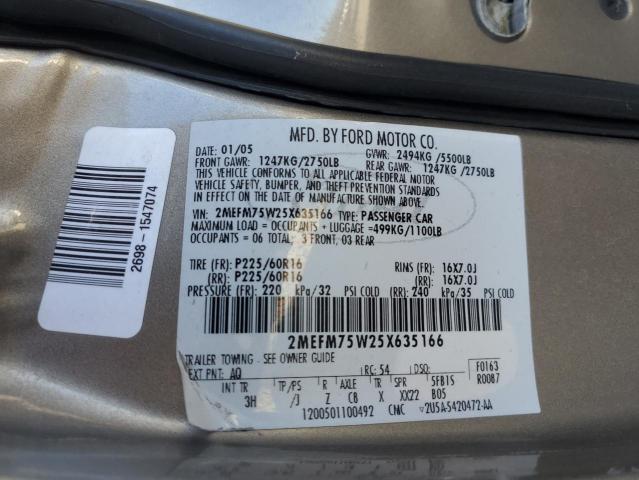 MFD. BY FORD MOTOR CO.
DATE: 01/05 GVWR: 2494KG /5500LB
FRONT GAWR: 1247KG/2750LB REAR GAWR: 1247KG /2750LB
THIS VEHICLE CONFORMS TO ALL APPLICABLE FEDERAL MOTOR
VEHICLE SAFETY, BUMPER, AND THEFT PREVENTION STANDARDS
IN EFFECT ON THE DATE OF MANUFACTURE SHOWN ABOVE.
VIN: 2MEFM75W25X635166 TYPE: PASSENGER CAR
MAXIMUM LOAD = OCCUPANTS + LUGGAGE =499KG/1100LB
OCCUPANTS = 06 TOTAL: 3 FRONT, 03 REAR
TIRE (FR): P225/60R16 RIMS (FR): 16X7.0J
(RR): P225/60R16 (RR): 16X7.0J
PRESSURE (FR): 220 kPa/32 PSI COLD (RR): 240 kPa/35 PSI COLD
2MEFM75W25X635166
TRAILER TOWING - SEE OWNER GUIDE
EXT PNT: AQ RC: 54 DSO: F0163
INT TR TP/PS R AXLE TR SPR 5FB1S R0087
3H /3 Z CB X XX22 B05
1200501100492 CMC ▽2U5A-5420472-AA
2698-1547074